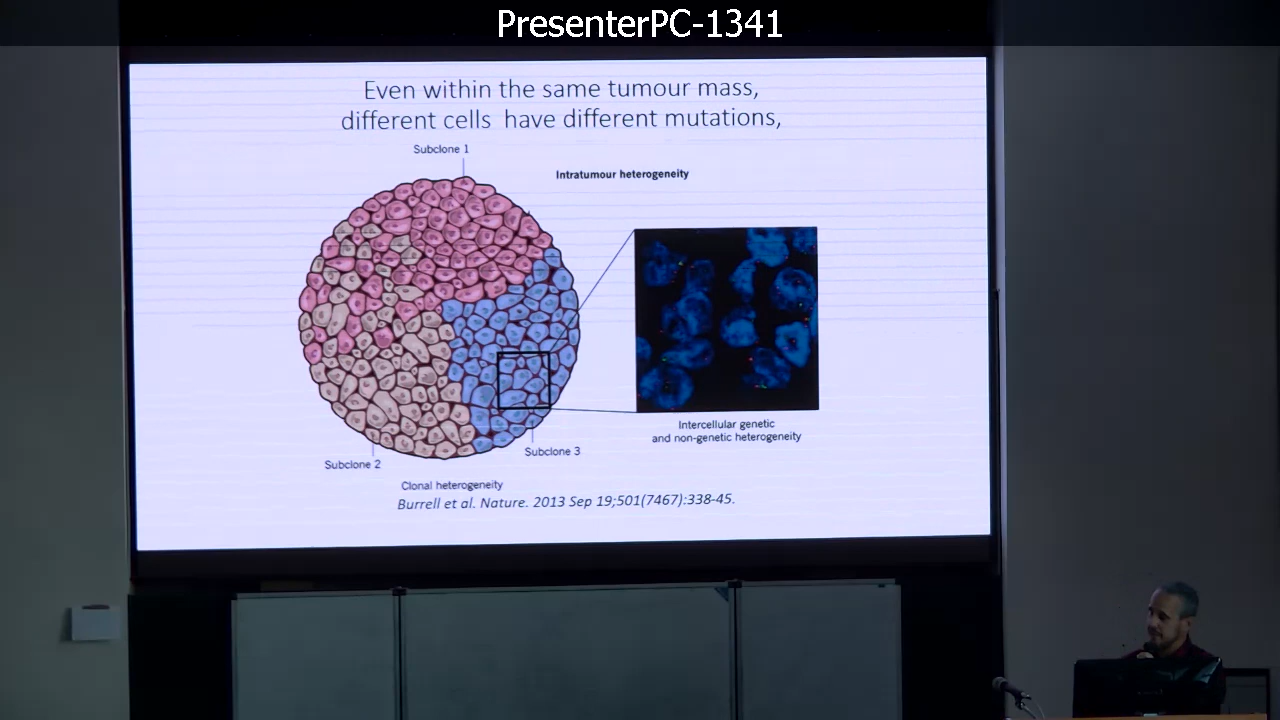 PresenterPC-1341
Even within the same tumour mass,
different cells have different mutations,
Subclone 1
Intratumour heterogeneity
Intercellular genetic
and non-genetic heterogeneity
Subclone 3
Subclone 2
Clonal heterogeneity
Burrell et al. Nature. 2013 Sep 19;501(7467):338-45.